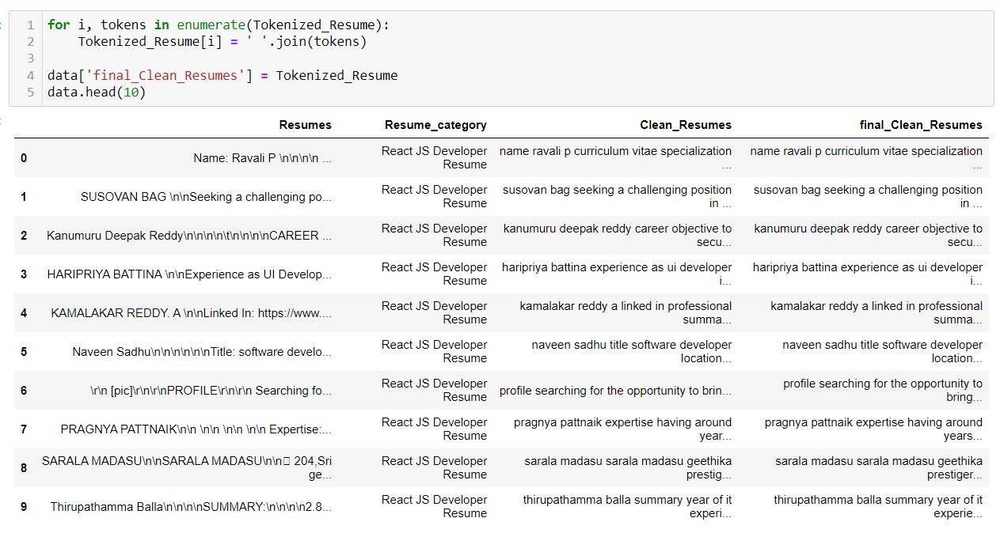 1 for i, tokens in enumerate(Tokenized_Resume):
2 Tokenized_Resume[i] = ' '.join(tokens)
3
4 data['final_Clean_Resumes'] = Tokenized_Resume
5 data.head(10)
Resumes Resume_category Clean_Resumes final_Clean_Resumes
0 Name: Ravali P \n\n\n\n ... React JS Developer Resume name ravali p curriculum vitae specialization ... name ravali p curriculum vitae specialization ...
1 SUSOVAN BAG \n\nSeeking a challenging po... React JS Developer Resume susovan bag seeking a challenging position in ... susovan bag seeking a challenging position in ...
2 Kanumuru Deepak Reddy\n\n\n\n\t\n\n\n\nCAREER ... React JS Developer Resume kanumuru deepak reddy career objective to secu... kanumuru deepak reddy career objective to secu...
3 HARIPRIYA BATTINA \n\nExperience as UI Develop... React JS Developer Resume haripriya battina experience as ui developer i... haripriya battina experience as ui developer i...
4 KAMALAKAR REDDY. A \n\nLinked In: https://www.... React JS Developer Resume kamalakar reddy a linked in professional summa... kamalakar reddy a linked in professional summa...
5 Naveen Sadhu\n\n\n\n\n\nTitle: software develo... React JS Developer Resume naveen sadhu title software developer location... naveen sadhu title software developer location...
6 \r\n [pic]\r\n\r\nPROFILE\r\n\r\n Searching fo... React JS Developer Resume profile searching for the opportunity to brin... profile searching for the opportunity to bring...
7 PRAGNYA PATTNAIK\n\n \n\n \n\n \n\n Expertise:... React JS Developer Resume pragnya pattnaik expertise having around year... pragnya pattnaik expertise having around years...
8 SARALA MADASU\n\nSARALA MADASU\n\n 204,Sri ge... React JS Developer Resume sarala madasu sarala madasu geethika prestig... sarala madasu sarala madasu geethika prestiger...
9 Thirupathamma Balla\n\n\n\nSUMMARY:\n\n\n\n2.8... React JS Developer Resume thirupathamma balla summary year of it experi... thirupathamma balla summary year of it experie...